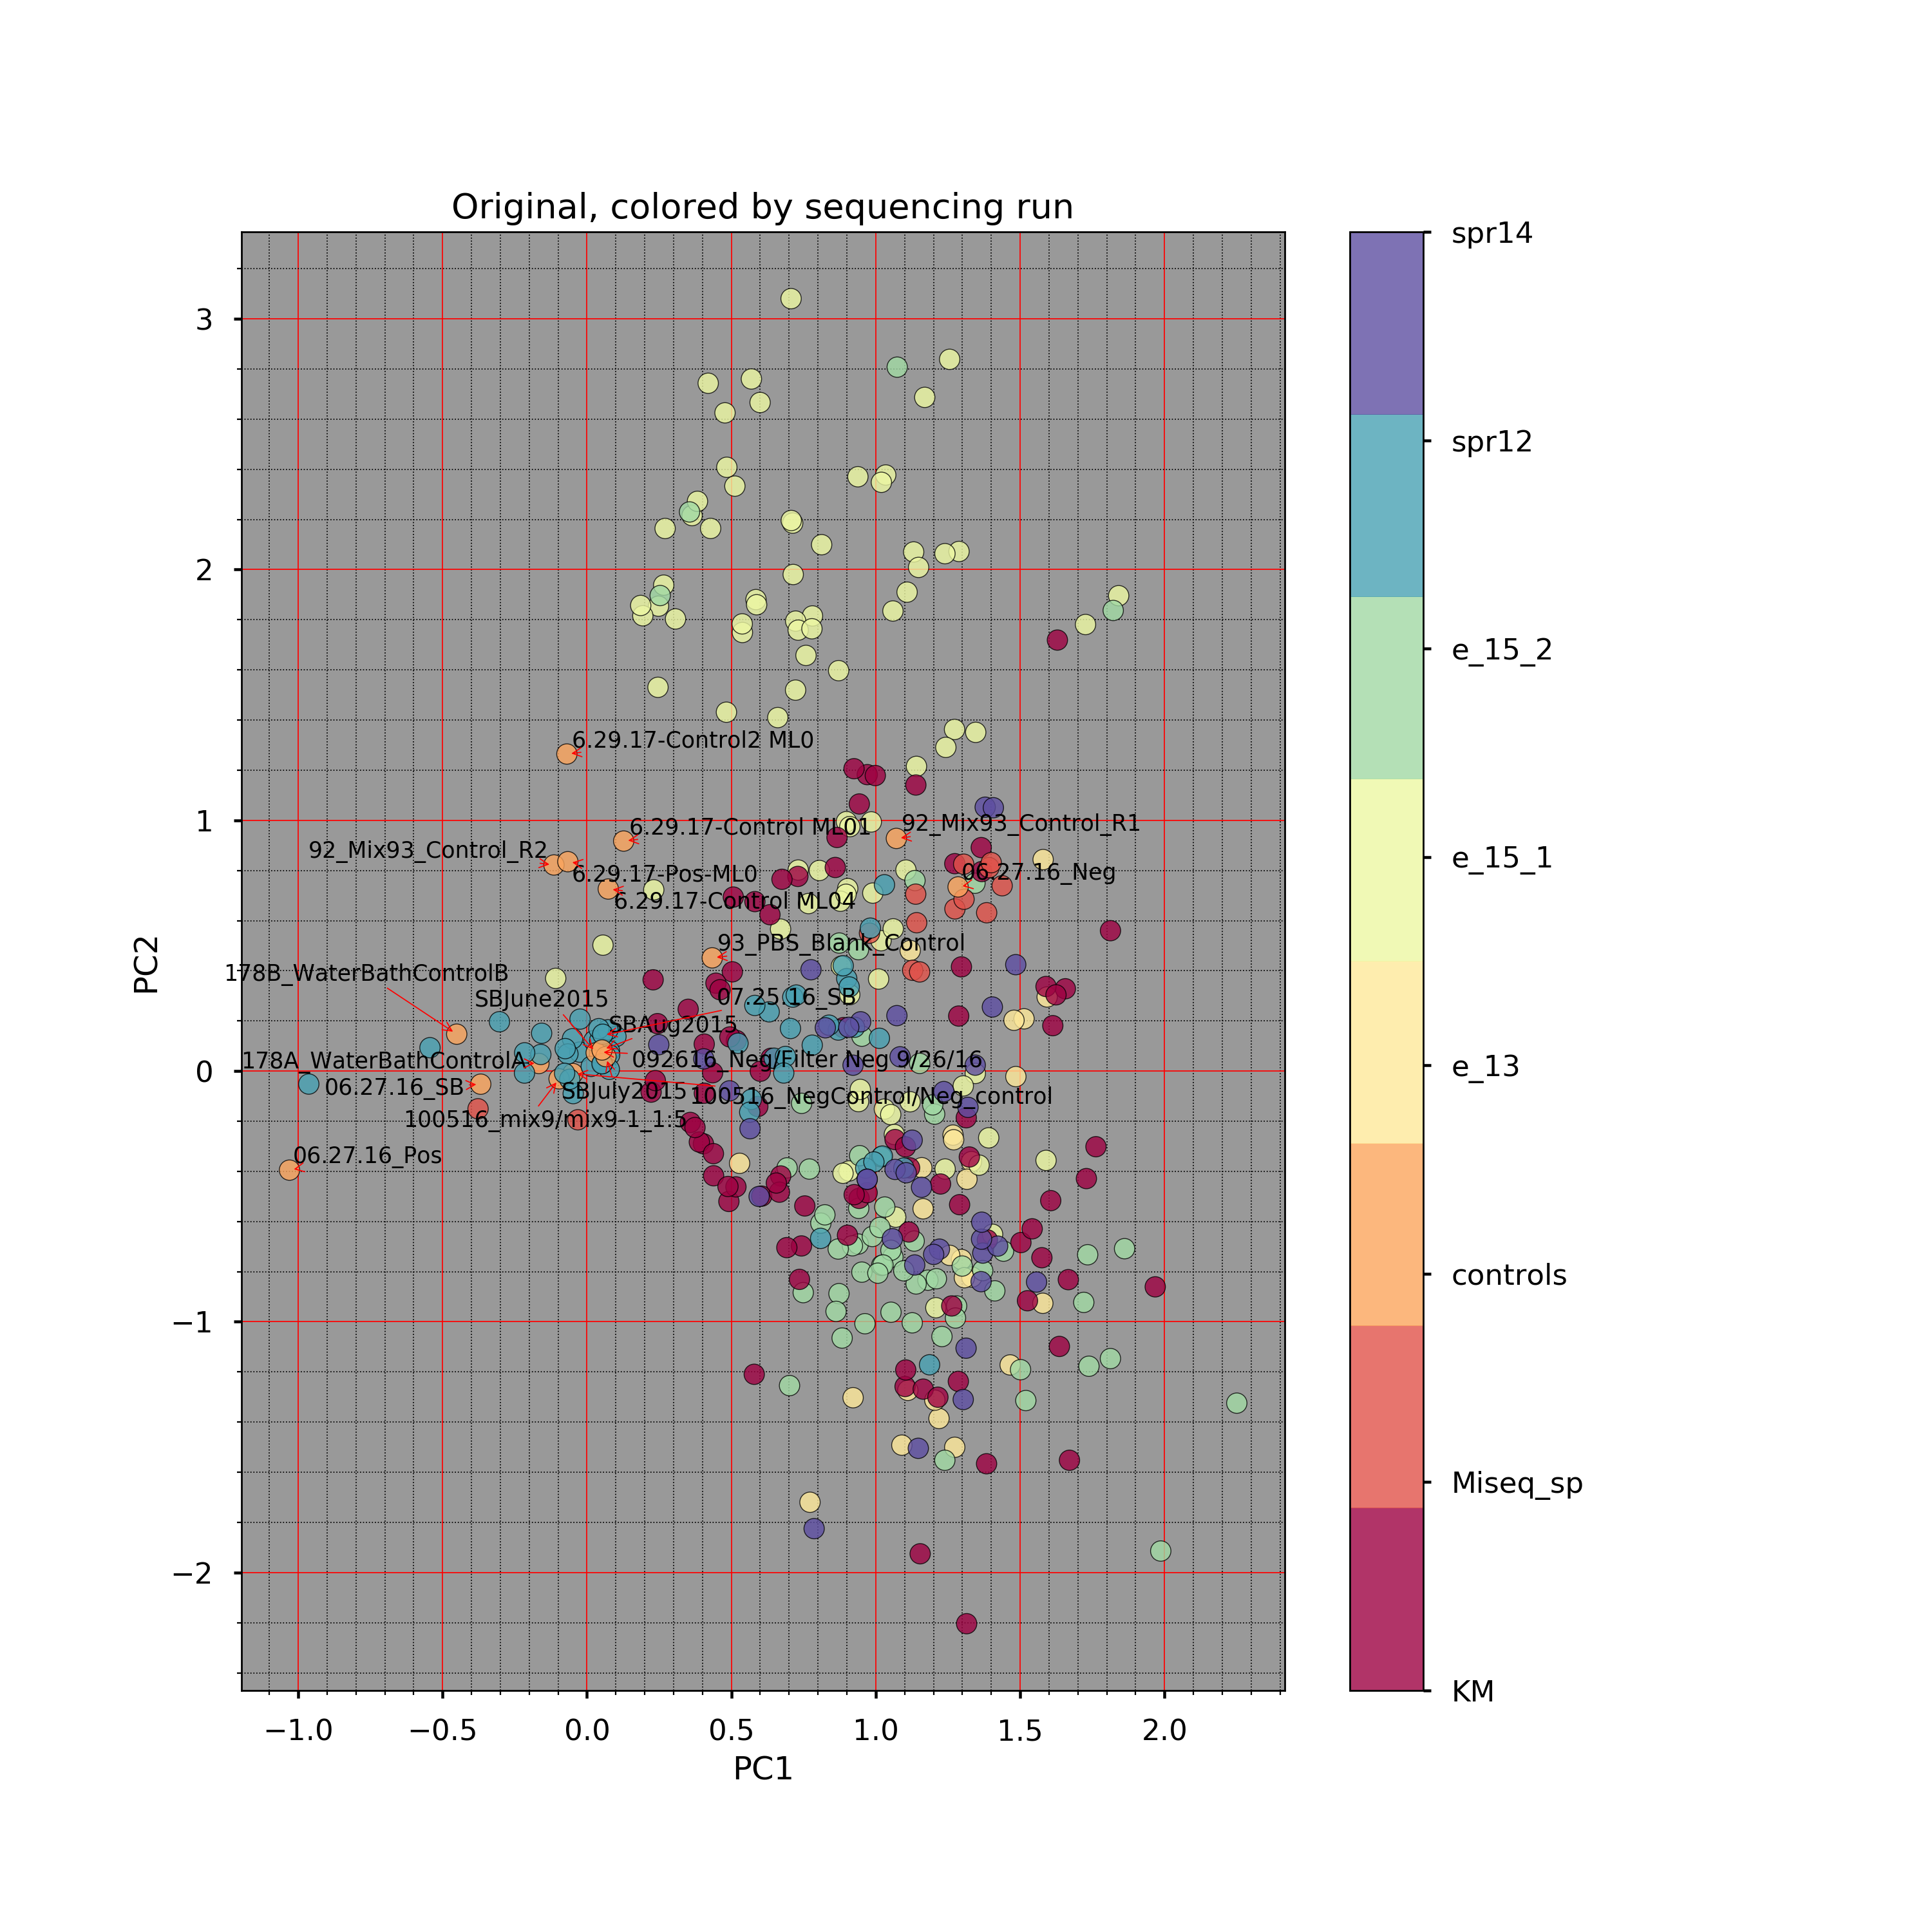 Original, colored by sequencing run
3
2
1
0
−1
−2
PC2
6.29.17-Control2 ML0
6.29.17-Control ML01
92_Mix93_Control_R1
92_Mix93_Control_R2
6.29.17-Pos-ML0
06.27.16_Neg
6.29.17-Control ML04
93_PBS_Blank_Control
178B_WaterBathControlB
SBJune2015
07.25.16_SB
SBAug2015
178A_WaterBathControlA
092616_Neg/Filter Neg 9/26/16
06.27.16_SB
SBJuly2015
100516_NegControl/Neg_control
100516_mix9/mix9-1_1:5
06.27.16_Pos
−1.0
−0.5
0.0
0.5
1.0
1.5
2.0
PC1
spr14
spr12
e_15_2
e_15_1
e_13
controls
Miseq_sp
KM